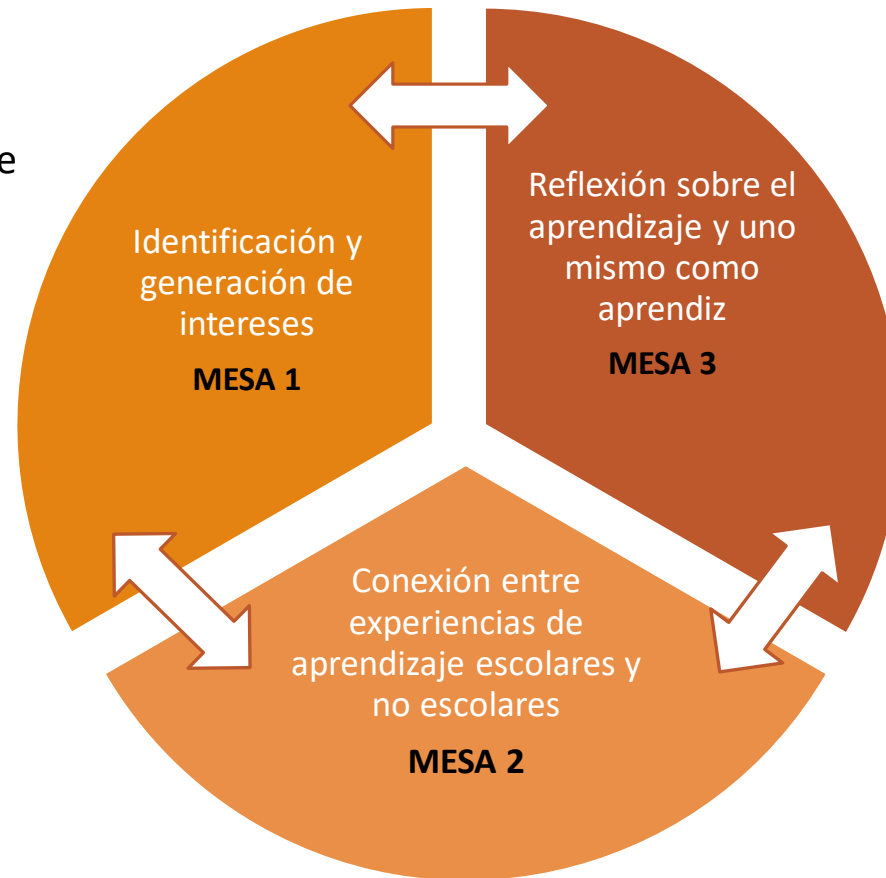 e
Identificación y
generación de
intereses
MESA 1
Reflexión sobre el
aprendizaje y uno
mismo como
aprendiz
MESA 3
Conexión entre
experiencias de
aprendizaje escolares y
no escolares
MESA 2